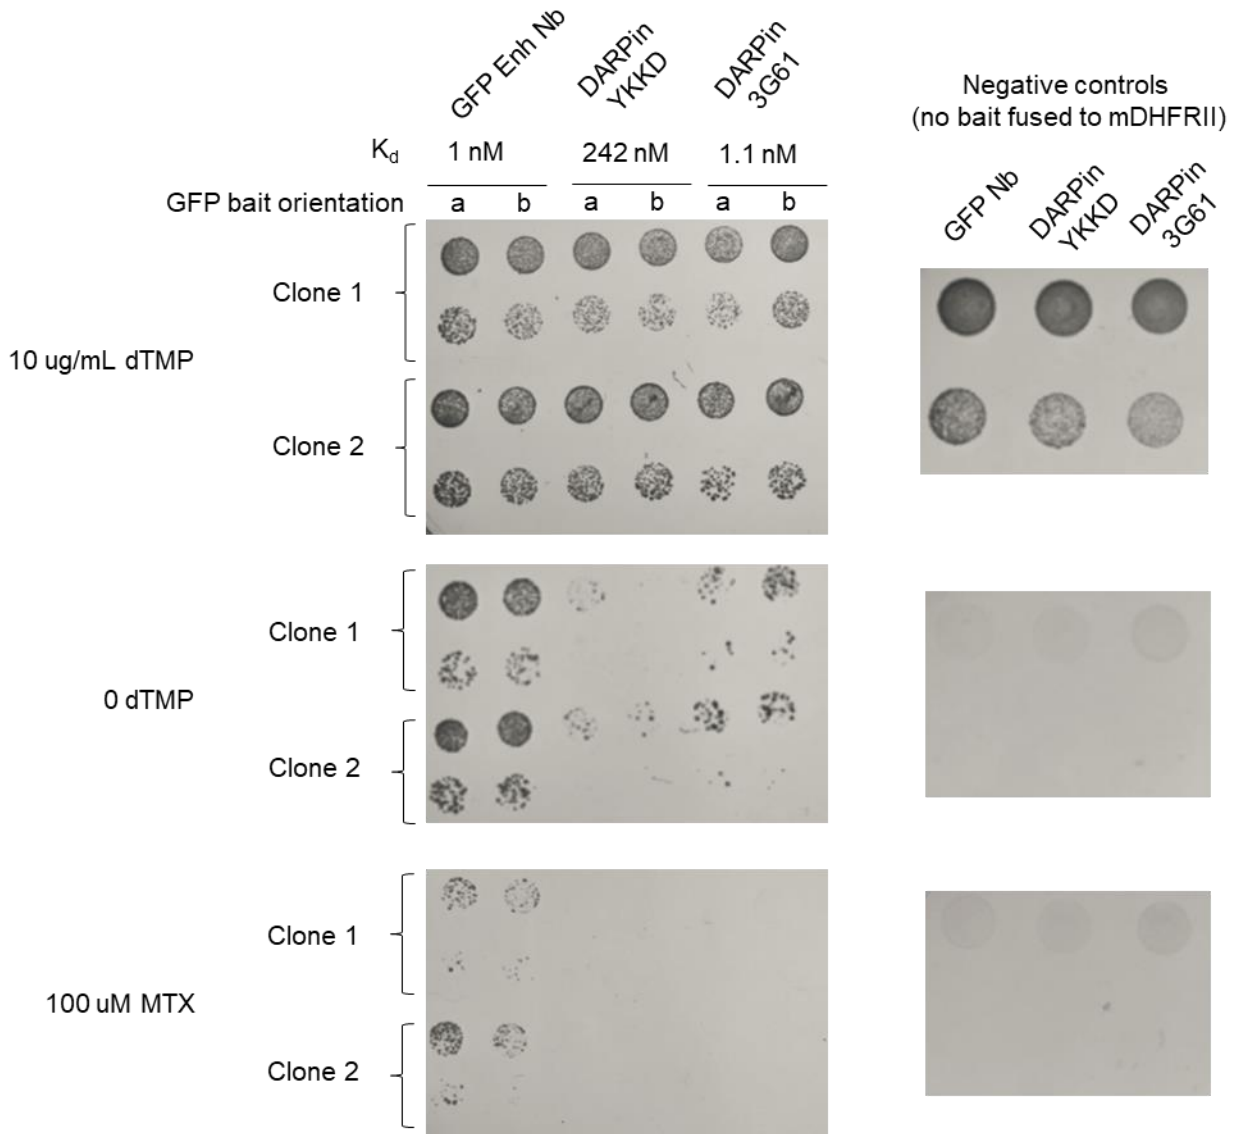 GFP Enh Nb
DARPin
YKKD
DARPin
3G61
Kd
1 nM
242 nM
1.1 nM
GFP bait orientation
a
b
a
b
a
b
Negative controls
(no bait fused to mDHFRII)
GFP Nb
DARPin
YKKD
DARPin
3G61
10 ug/mL dTMP
Clone 1
Clone 2
0 dTMP
Clone 1
Clone 2
100 uM MTX
Clone 1
Clone 2